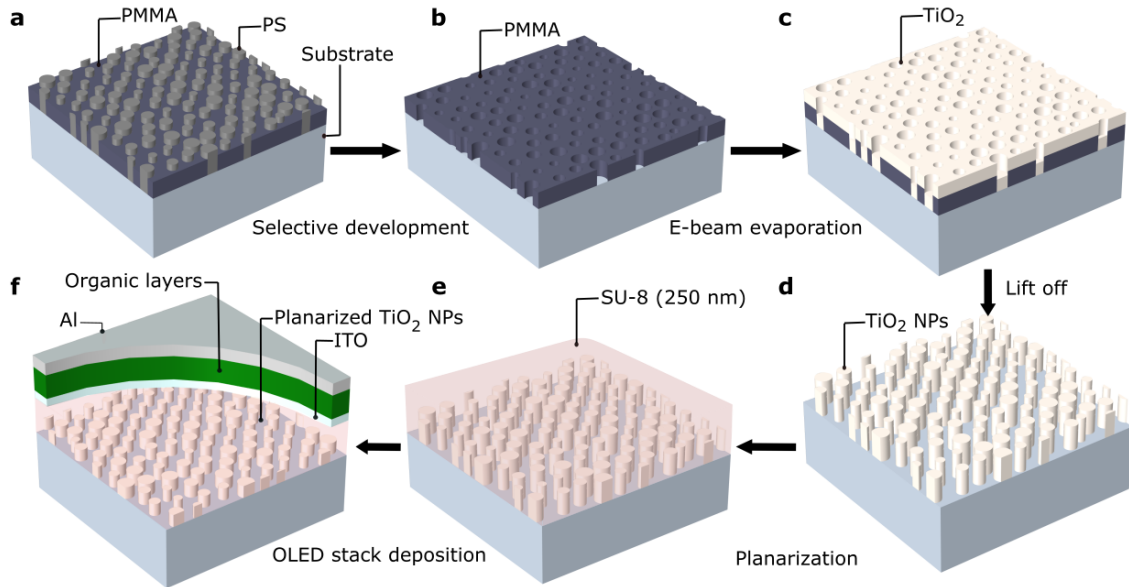 a
PMMA
PS
Substrate
b
PMMA
c
TiO₂
Selective development
E-beam evaporation
f
Organic layers
Al
Planarized TiO₂ NPs
ITO
e
SU-8 (250 nm)
d
Lift off
TiO₂ NPs
OLED stack deposition
Planarization